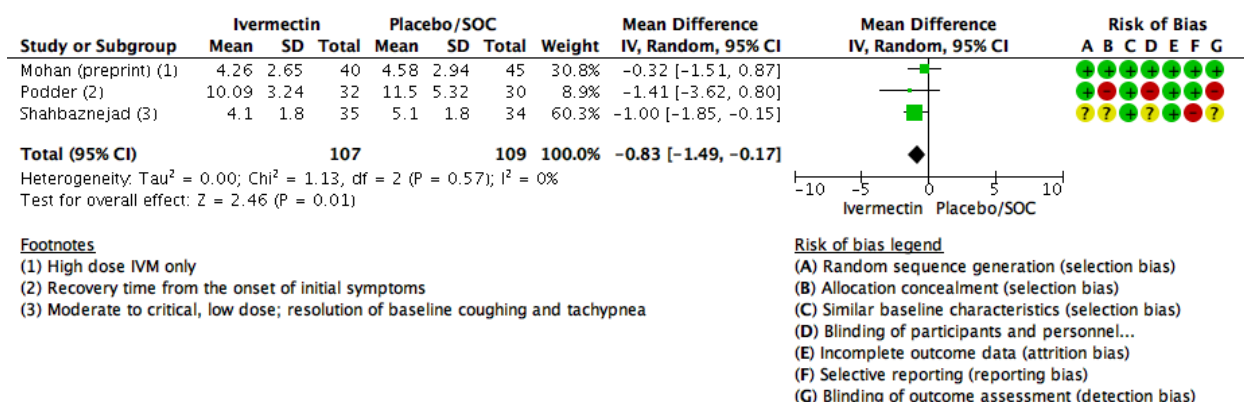 Ivermectin Placebo/SOC Mean Difference Mean Difference Risk of Bias
Study or Subgroup Mean SD Total Mean SD Total Weight IV, Random, 95% CI IV, Random, 95% CI A B C D E F G
Mohan (preprint) (1) 4.26 2.65 40 4.58 2.94 45 30.8% -0.32 [-1.51, 0.87] + + + + + + +
Podder (2) 10.09 3.24 32 11.5 5.32 30 8.9% -1.41 [-3.62, 0.80] + - + - + + -
Shahbaznejad (3) 4.1 1.8 35 5.1 1.8 34 60.3% -1.00 [-1.85, -0.15] ? ? + ? + - ?
Total (95% CI) 107 109 100.0% -0.83 [-1.49, -0.17]
Heterogeneity: Tau² = 0.00; Chi² = 1.13, df = 2 (P = 0.57); I² = 0%
Test for overall effect: Z = 2.46 (P = 0.01)
-10 -5 0 5 10
Ivermectin Placebo/SOC
Footnotes
(1) High dose IVM only
(2) Recovery time from the onset of initial symptoms
(3) Moderate to critical, low dose; resolution of baseline coughing and tachypnea
Risk of bias legend
(A) Random sequence generation (selection bias)
(B) Allocation concealment (selection bias)
(C) Similar baseline characteristics (selection bias)
(D) Blinding of participants and personnel...
(E) Incomplete outcome data (attrition bias)
(F) Selective reporting (reporting bias)
(G) Blinding of outcome assessment (detection bias)